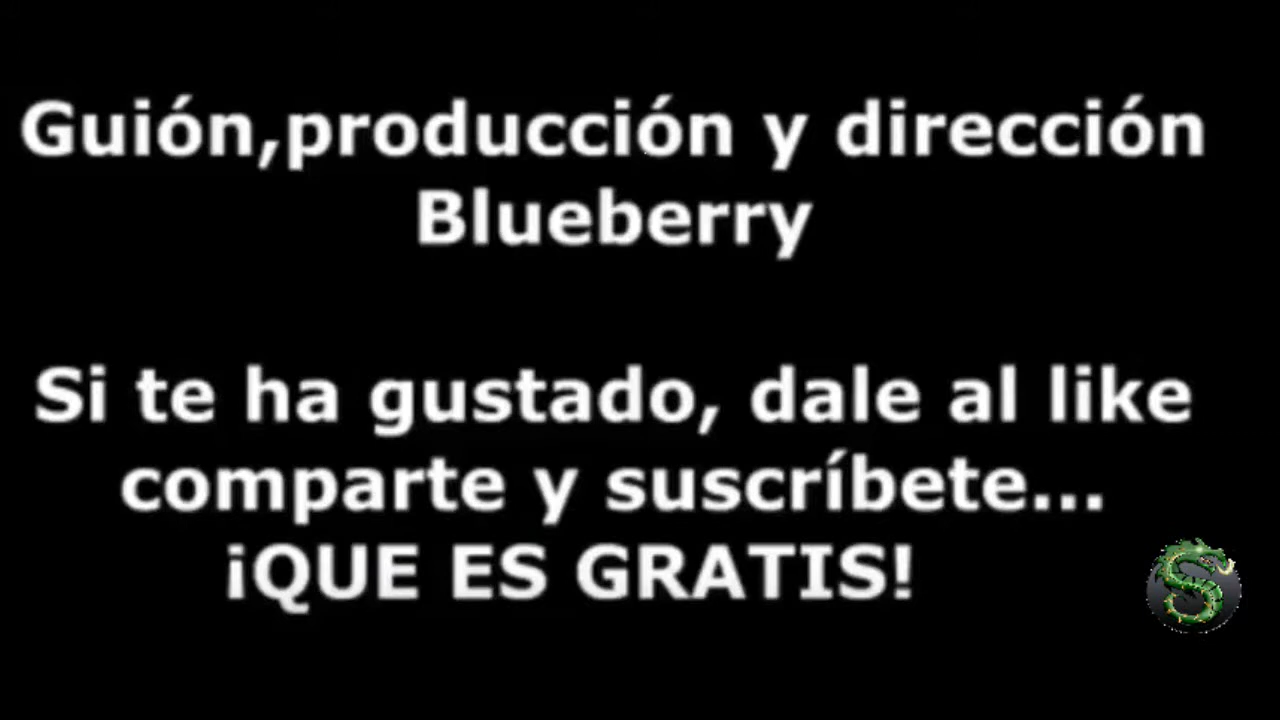 Guión,producción y dirección
Blueberry
Si te ha gustado, dale al like
comparte y suscríbete...
¡QUE ES GRATIS!